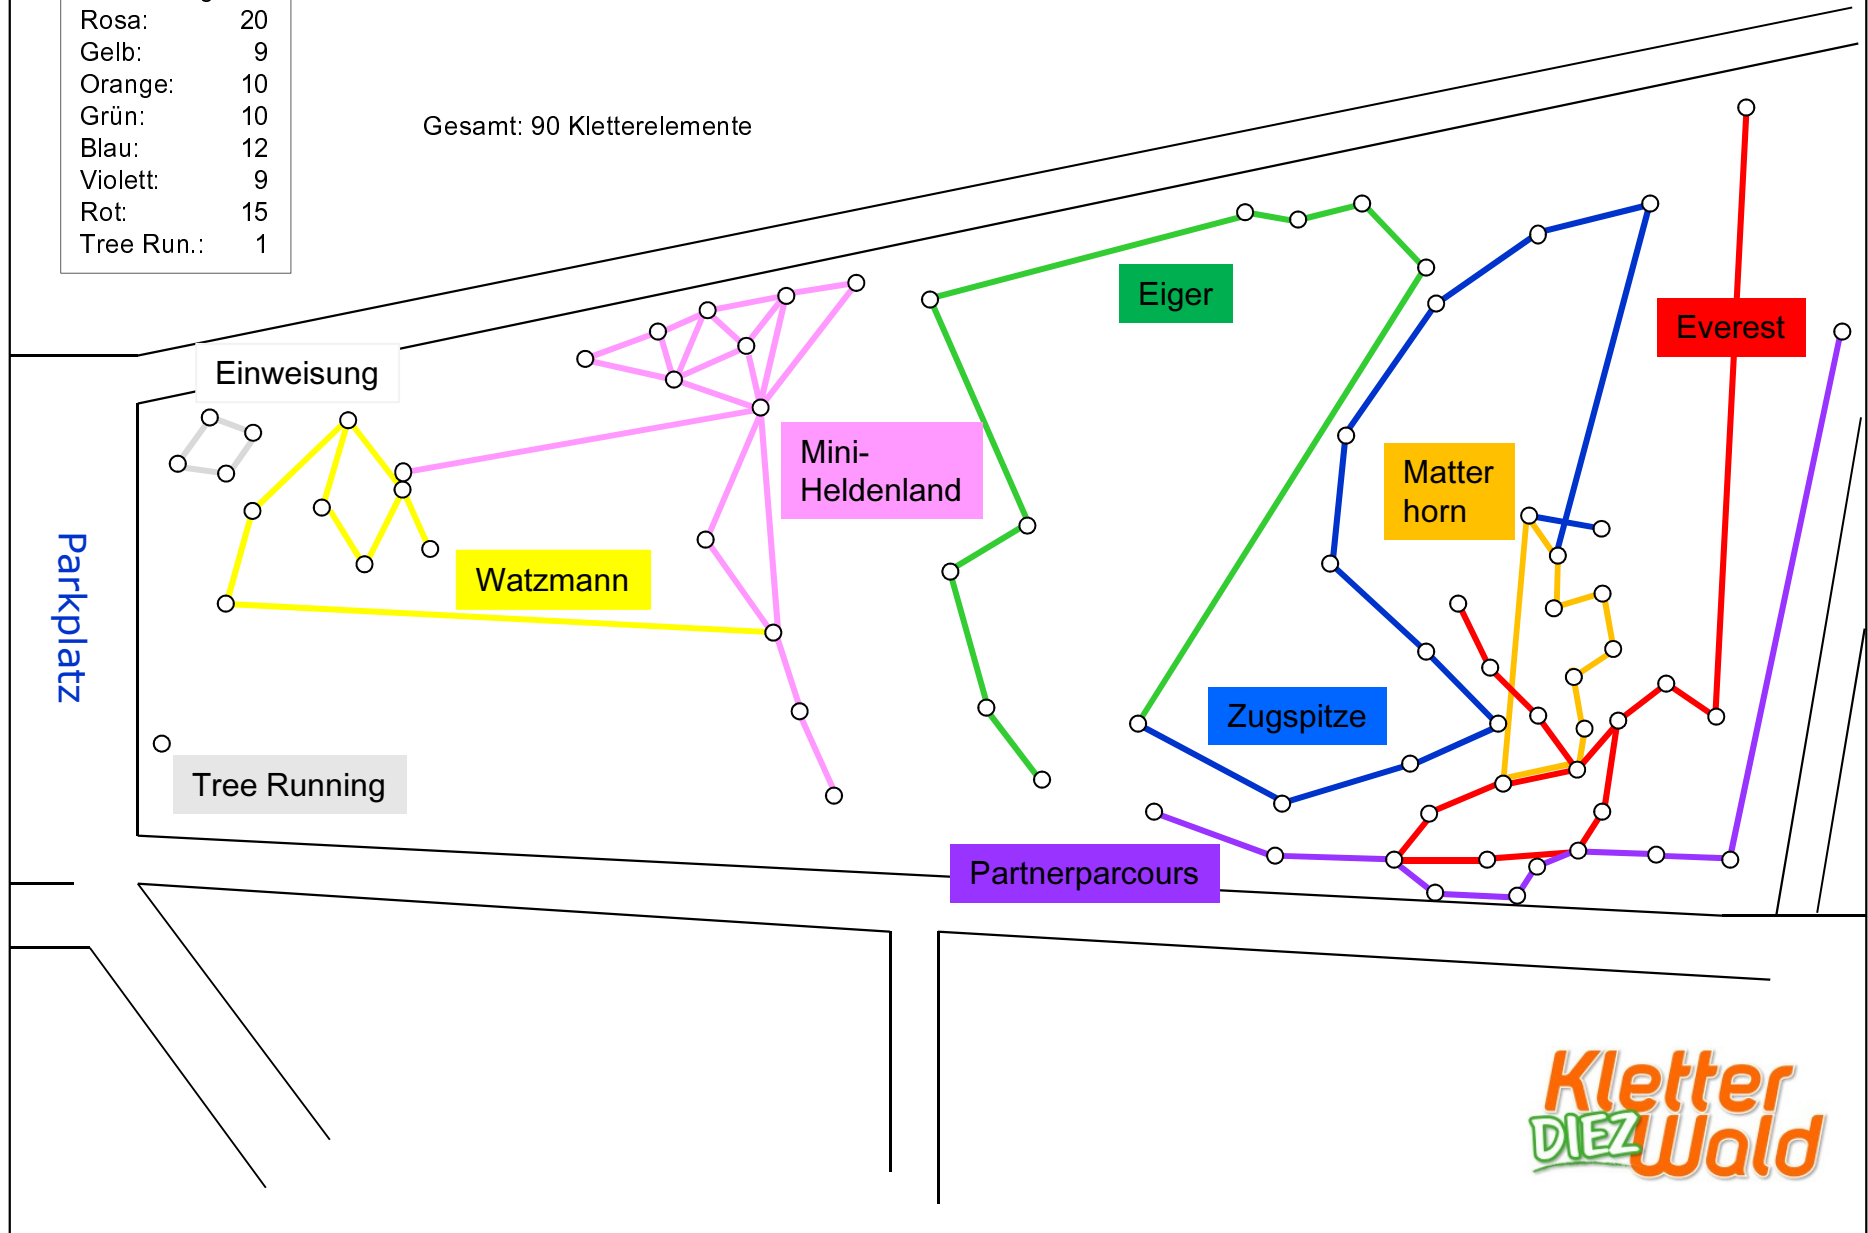 Rosa: 20
Gelb: 9
Orange: 10
Grün: 10
Blau: 12
Violett: 9
Rot: 15
Tree Run.: 1
Gesamt: 90 Kletterelemente
Eiger
Everest
Einweisung
Mini-
Heldenland
Matter
horn
Watzmann
Parkplatz
Zugspitze
Tree Running
Partnerparcours
Kletter
DIEZ
Wald